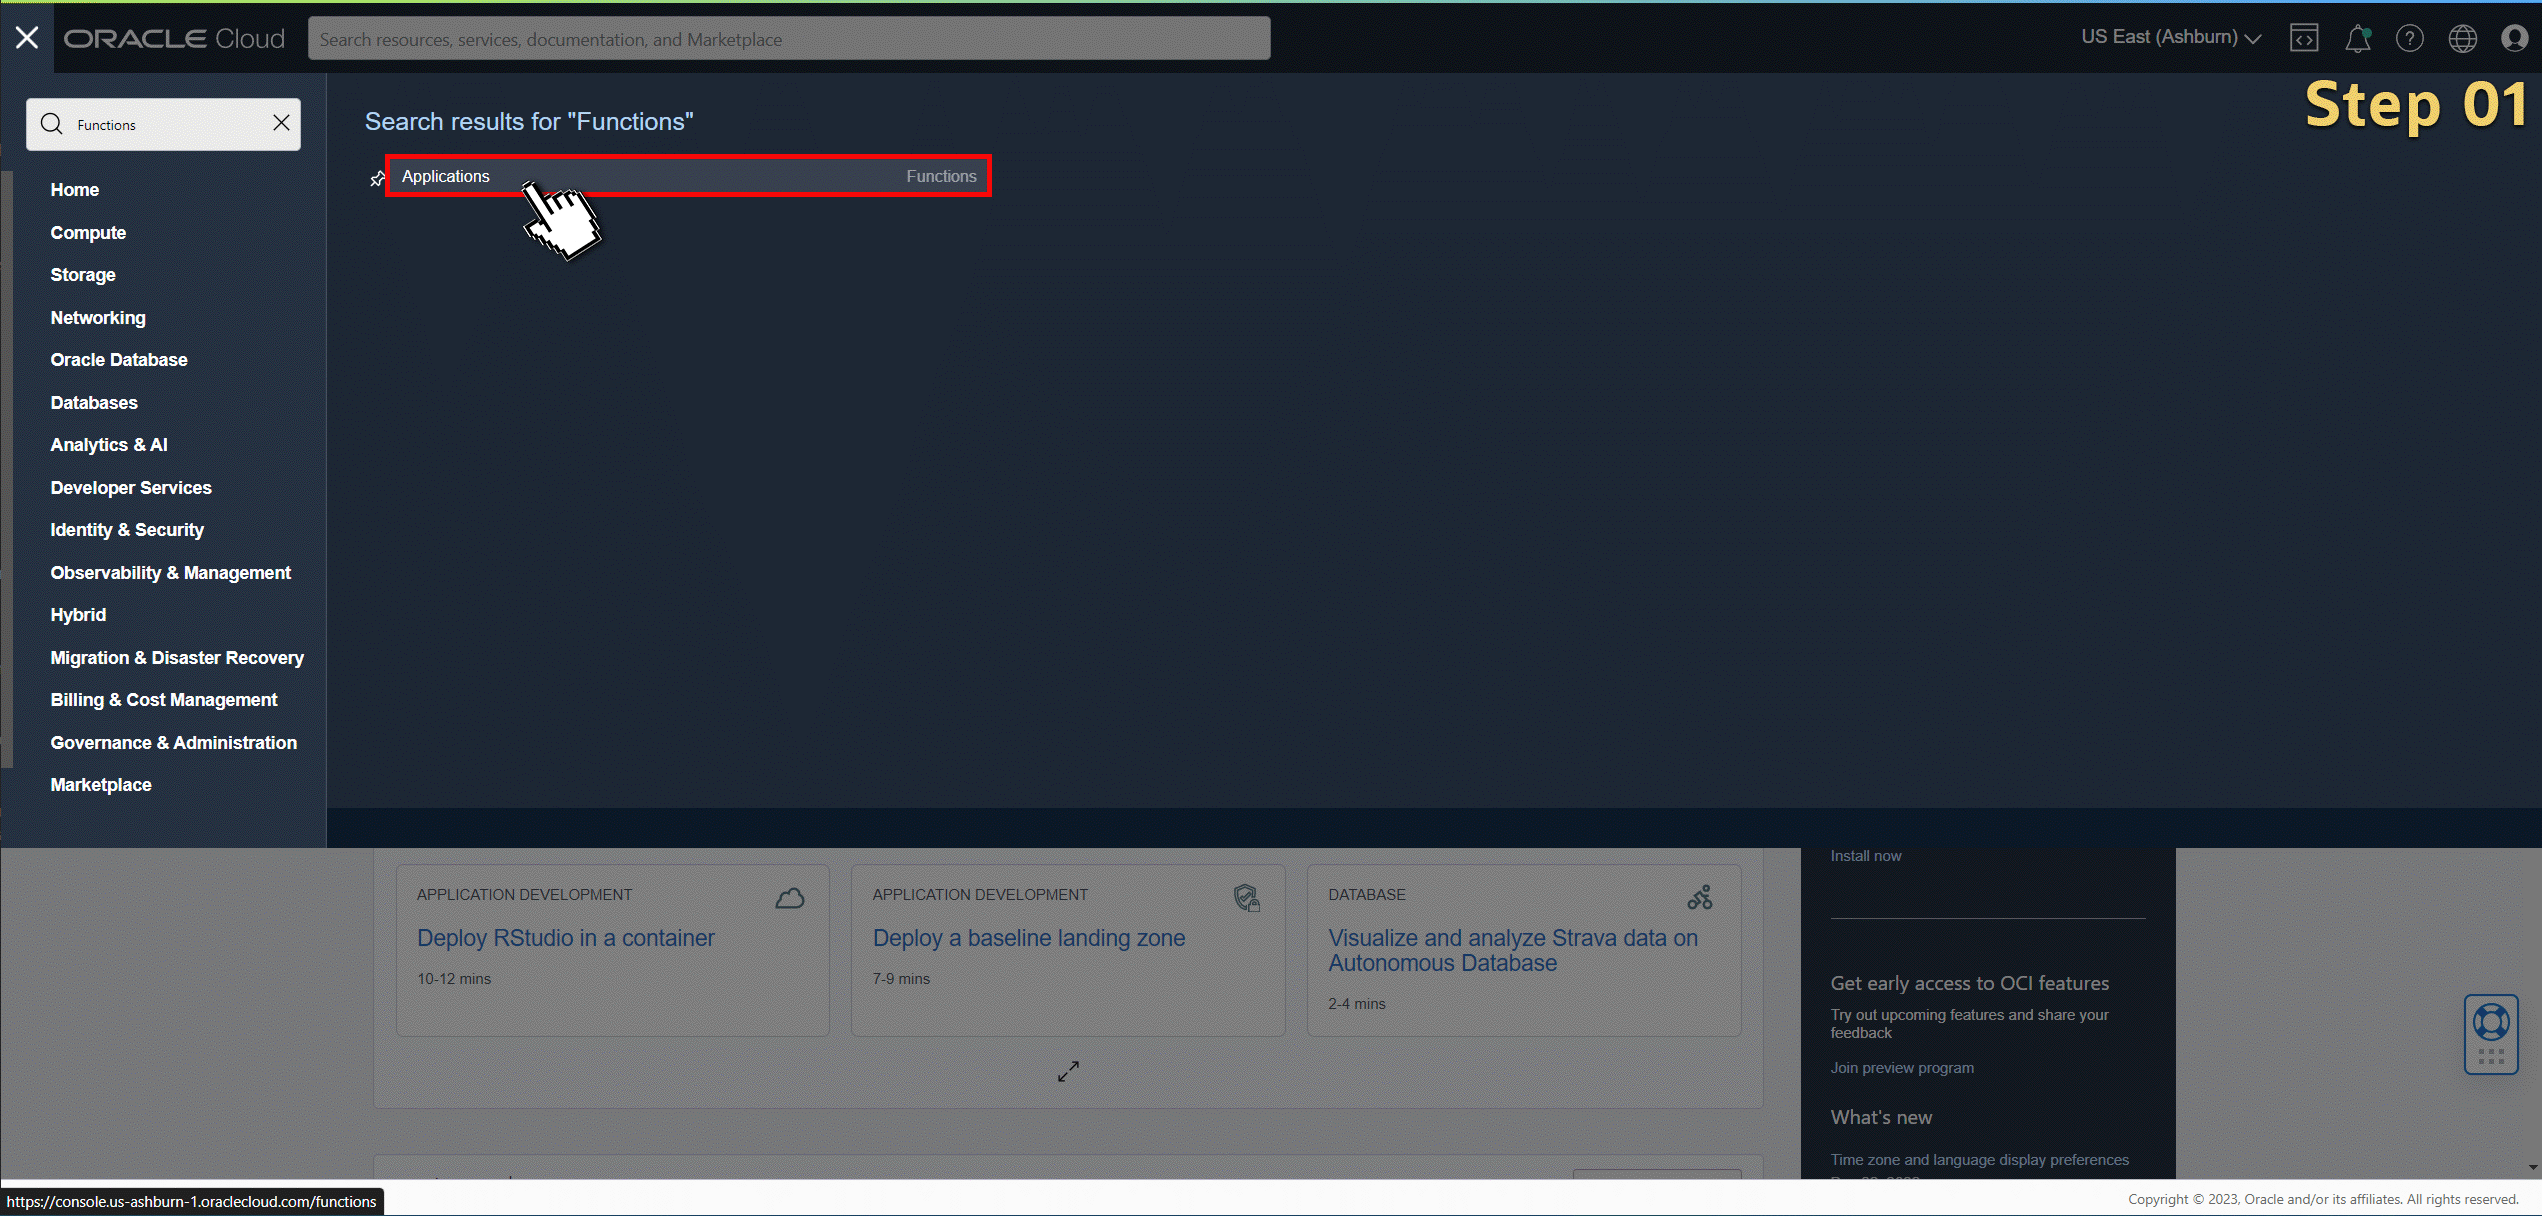 ORACLE Cloud
Search resources, services, documentation, and Marketplace
US East (Ashburn)
Step 01
Functions
Search results for "Functions"
Applications
Functions
Home
Compute
Storage
Networking
Oracle Database
Databases
Analytics & AI
Developer Services
Identity & Security
Observability & Management
Hybrid
Migration & Disaster Recovery
Billing & Cost Management
Governance & Administration
Marketplace
APPLICATION DEVELOPMENT
Deploy RStudio in a container
10-12 mins
APPLICATION DEVELOPMENT
Deploy a baseline landing zone
7-9 mins
DATABASE
Visualize and analyze Strava data on
Autonomous Database
2-4 mins
Install now
Get early access to OCI features
Try out upcoming features and share your
feedback
Join preview program
What's new
Time zone and language display preferences
https://console.us-ashburn-1.oraclecloud.com/functions
Copyright © 2023, Oracle and/or its affiliates. All rights reserved.